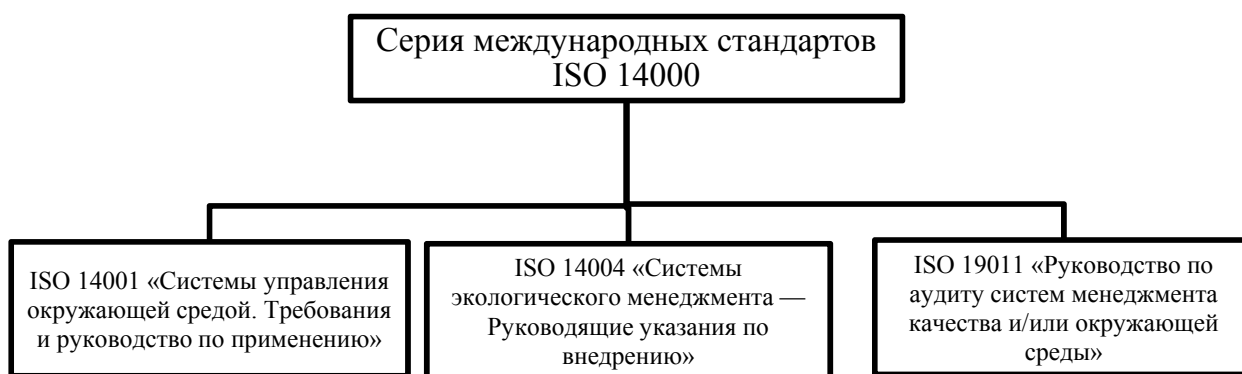 Серия международных стандартов
ISO 14000
ISO 14001 «Системы управления
окружающей средой. Требования
и руководство по применению»
ISO 14004 «Системы
экологического менеджмента —
Руководящие указания по
внедрению»
ISO 19011 «Руководство по
аудиту систем менеджмента
качества и/или окружающей
среды»